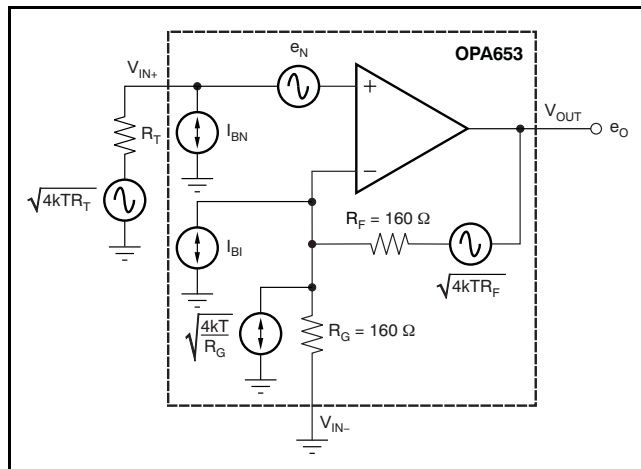 OPA653
e_N
V_IN+
V_OUT
e_O
R_T
I_BN
√4kTR_T
R_F = 160 Ω
I_BI
√4kTR_F
√4kT/R_G
R_G = 160 Ω
V_IN−